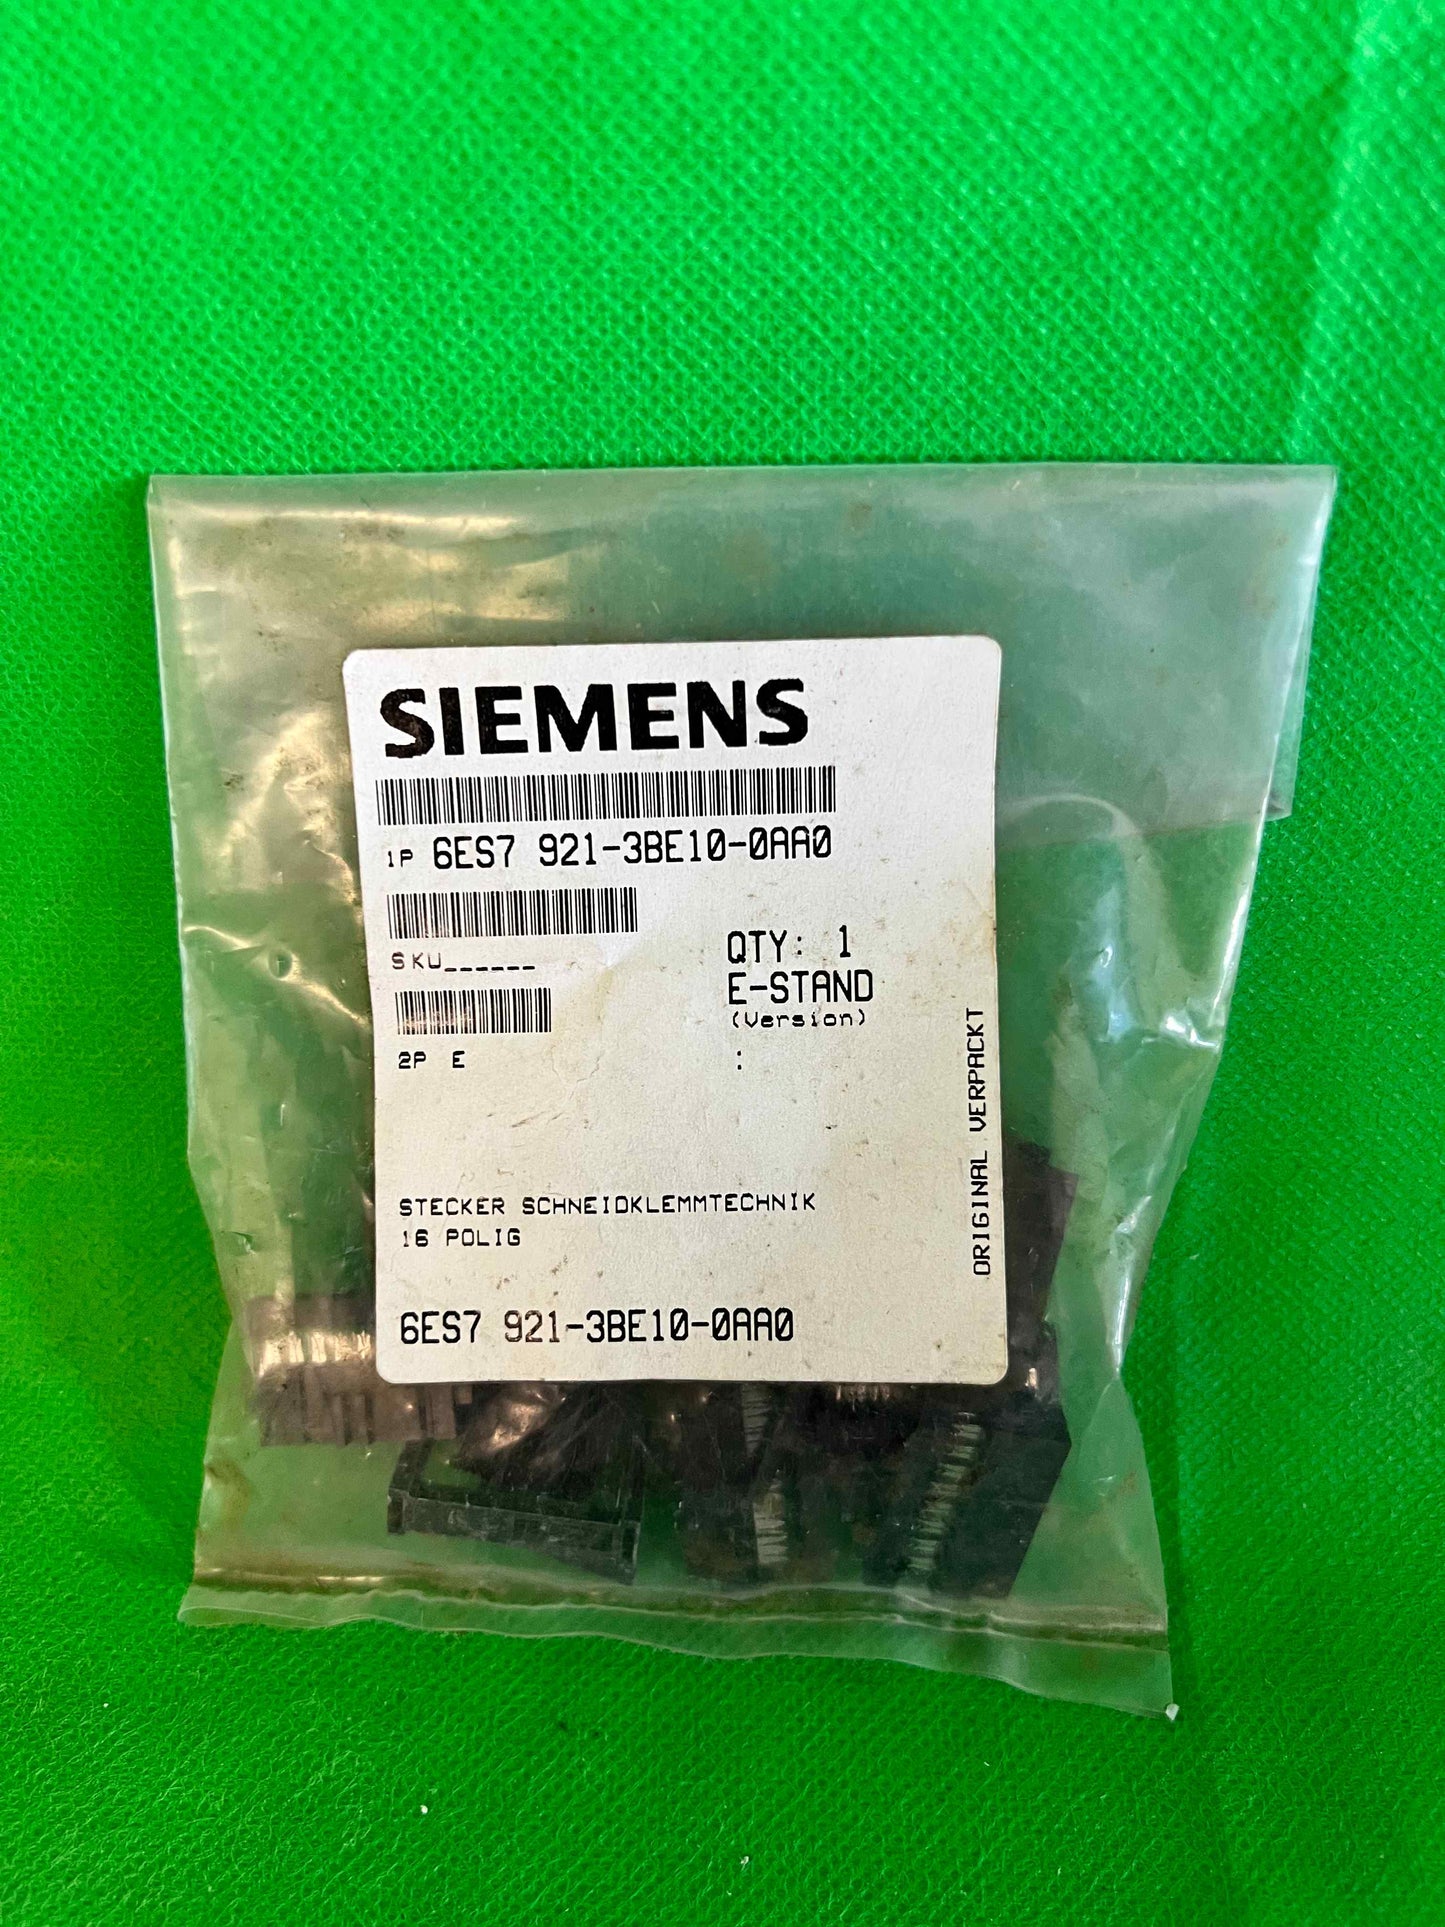 SIEMENS
1P 6ES7 921-3BE10-0AA0
SKU______
QTY: 1
E-STAND
(Version)
:
2P E
STECKER SCHNEIDKLEMMTECHNIK
16 POLIG
6ES7 921-3BE10-0AA0
ORIGINAL VERPACKT